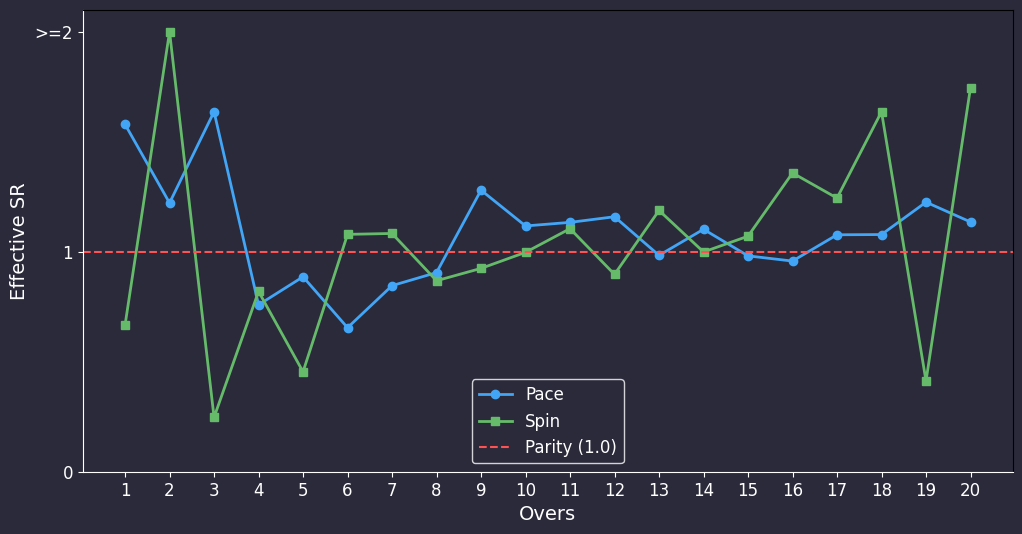 >=2
1
0
Effective SR
Pace
Spin
Parity (1.0)
1 2 3 4 5 6 7 8 9 10 11 12 13 14 15 16 17 18 19 20
Overs